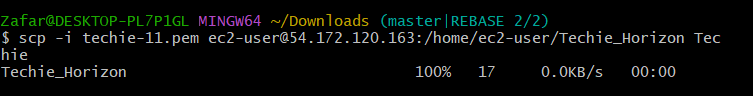 Zafar@DESKTOP-PL7P1GL MINGW64 ~/Downloads (master|REBASE 2/2)
$ scp -i techie-11.pem ec2-user@54.172.120.163:/home/ec2-user/Techie_Horizon Tec
hie
Techie_Horizon 100% 17 0.0KB/s 00:00